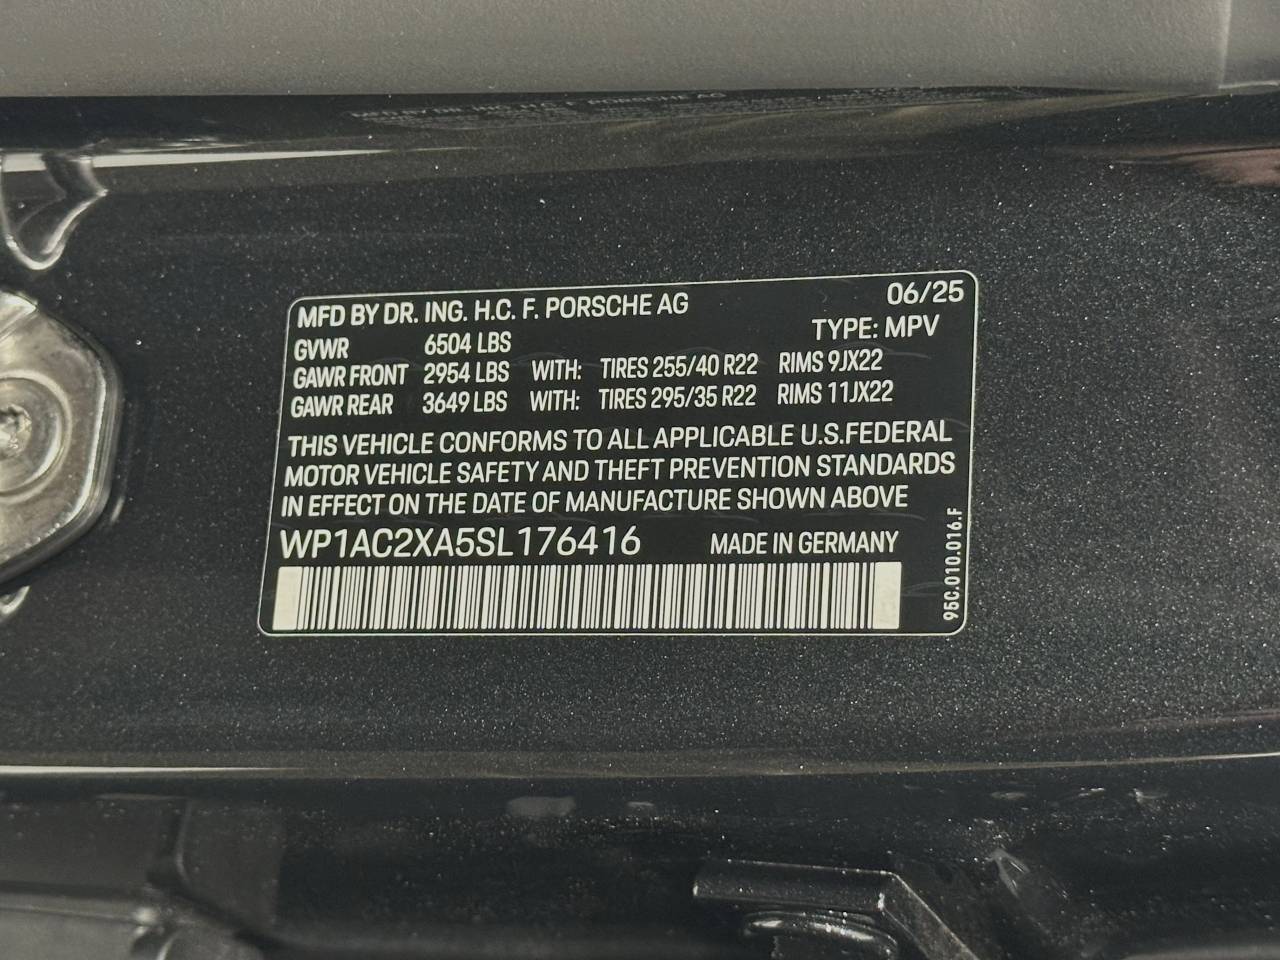 MFD BY DR. ING. H.C. F. PORSCHE AG 06/25
TYPE: MPV
GVWR 6504 LBS
GAWR FRONT 2954 LBS WITH: TIRES 255/40 R22 RIMS 9JX22
GAWR REAR 3649 LBS WITH: TIRES 295/35 R22 RIMS 11JX22
THIS VEHICLE CONFORMS TO ALL APPLICABLE U.S.FEDERAL
MOTOR VEHICLE SAFETY AND THEFT PREVENTION STANDARDS
IN EFFECT ON THE DATE OF MANUFACTURE SHOWN ABOVE
WP1AC2XA5SL176416 MADE IN GERMANY
95C.010.016.F